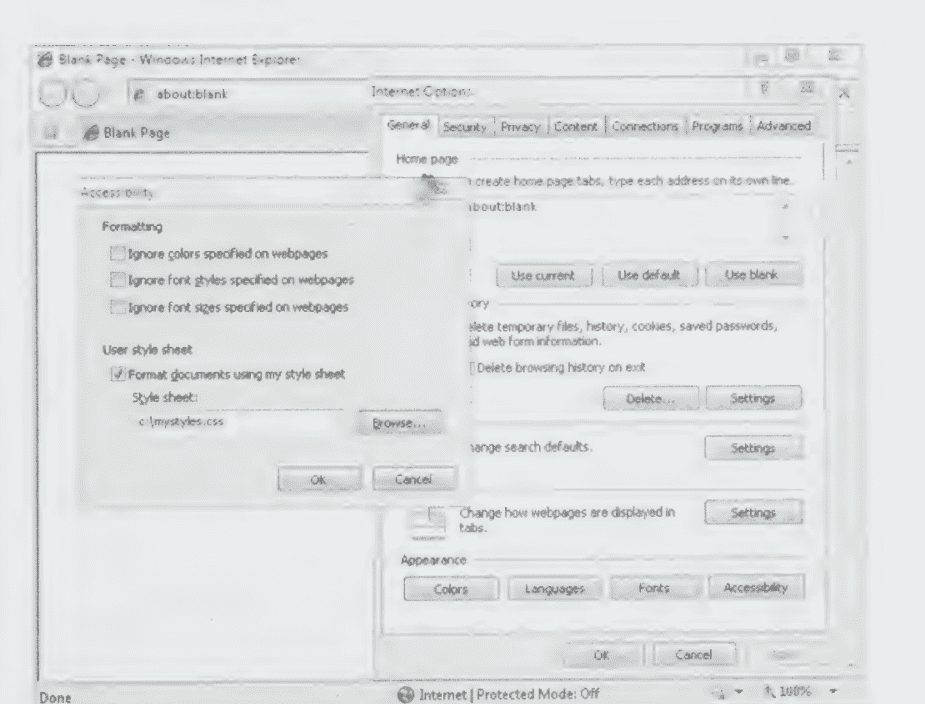 Blank Page - Windows Internet Explorer
about:blank
Blank Page
Internet Options
General Security Privacy Content Connections Programs Advanced
Home page
create home page tabs, type each address on its own line.
about:blank
Use current Use default Use blank
ory
elete temporary files, history, cookies, saved passwords,
d web form information.
Delete browsing history on exit
Delete... Settings
hange search defaults.
Settings
Change how webpages are displayed in
tabs.
Settings
Appearance
Colors Languages Fonts Accessibility
OK Cancel
Accessibility
Formatting
Ignore colors specified on webpages
Ignore font styles specified on webpages
Ignore font sizes specified on webpages
User style sheet
Format documents using my style sheet
Style sheet:
c:\mystyles.css
Browse...
OK Cancel
Done
Internet | Protected Mode: Off
100%